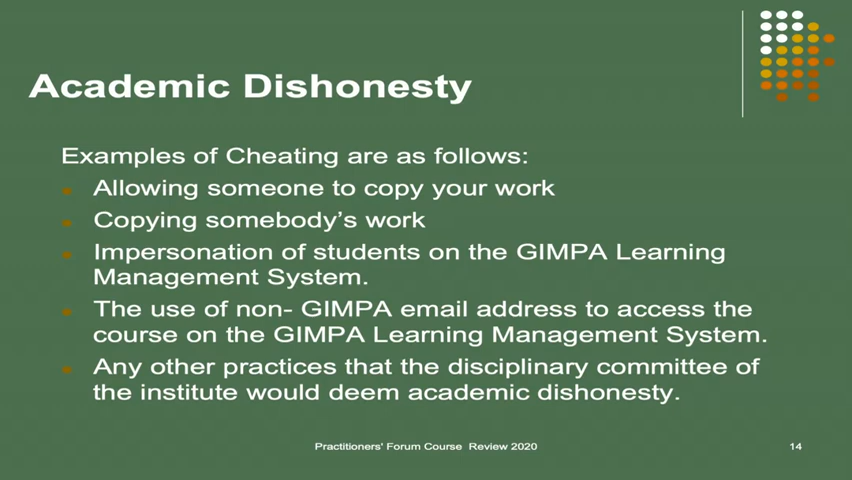 Academic Dishonesty
Examples of Cheating are as follows:
Allowing someone to copy your work
Copying somebody's work
Impersonation of students on the GIMPA Learning
Management System.
The use of non- GIMPA email address to access the
course on the GIMPA Learning Management System.
Any other practices that the disciplinary committee of
the institute would deem academic dishonesty.
Practitioners' Forum Course Review 2020
14